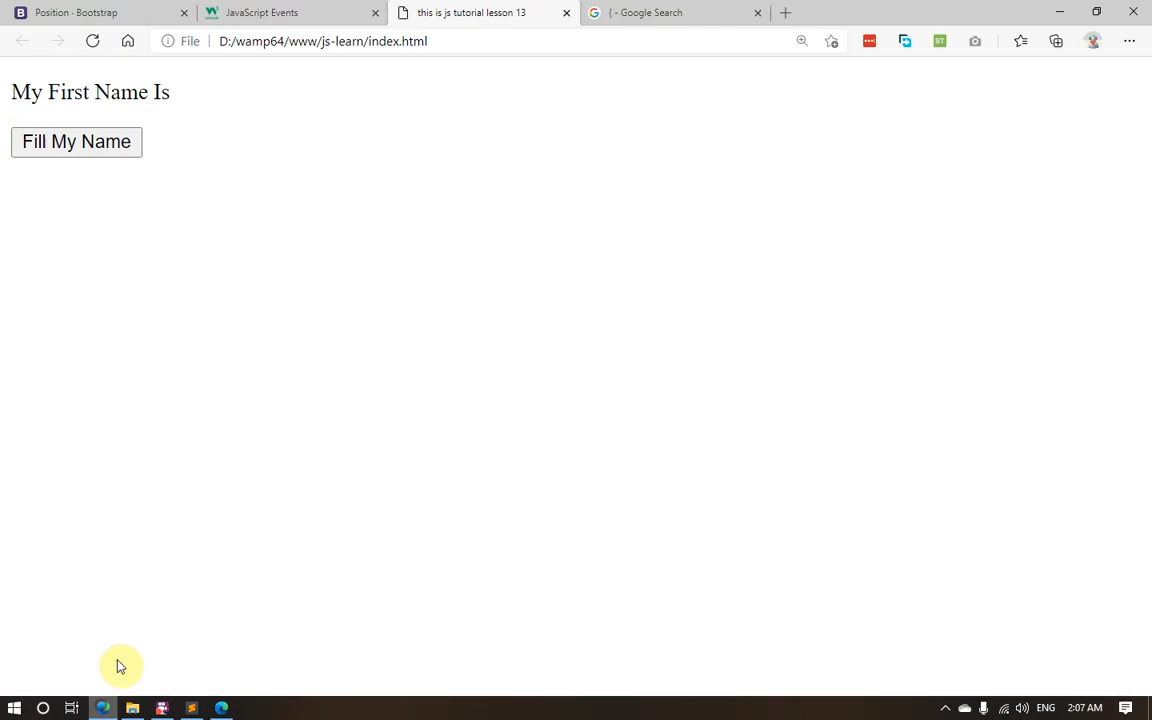 Position · Bootstrap
JavaScript Events
this is js tutorial lesson 13
{ - Google Search
File
D:/wamp64/www/js-learn/index.html
ST
My First Name Is
Fill My Name
ENG
2:07 AM